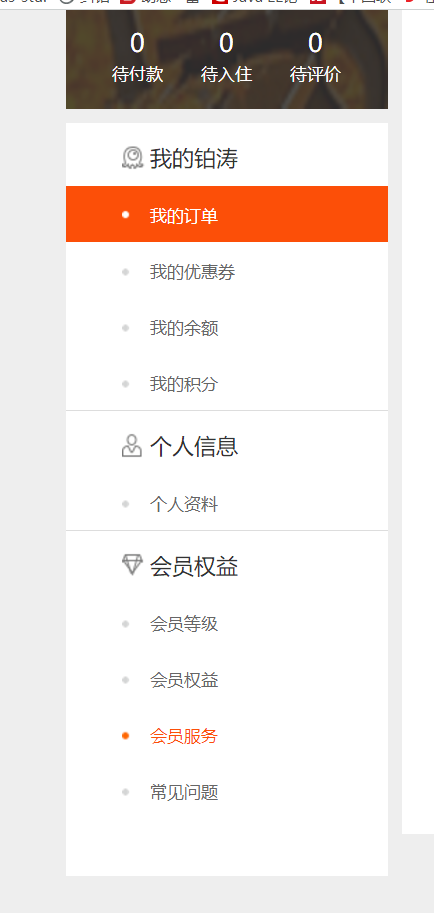 0 0 0
待付款 待入住 待评价
我的铂涛
我的订单
我的优惠券
我的余额
我的积分
个人信息
个人资料
会员权益
会员等级
会员权益
会员服务
常见问题